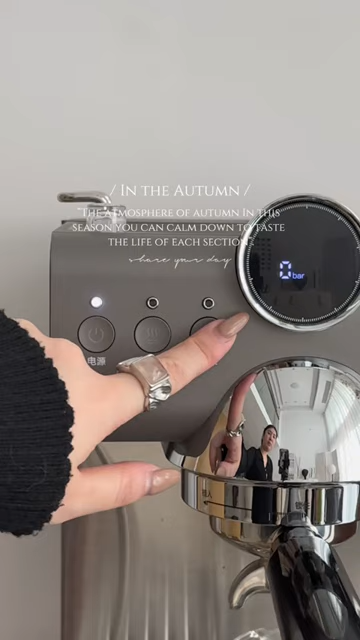 / In the Autumn /
"The atmosphere of autumn In this
season, you can calm down to taste
the life of each section".
share your day
0 bar
电源